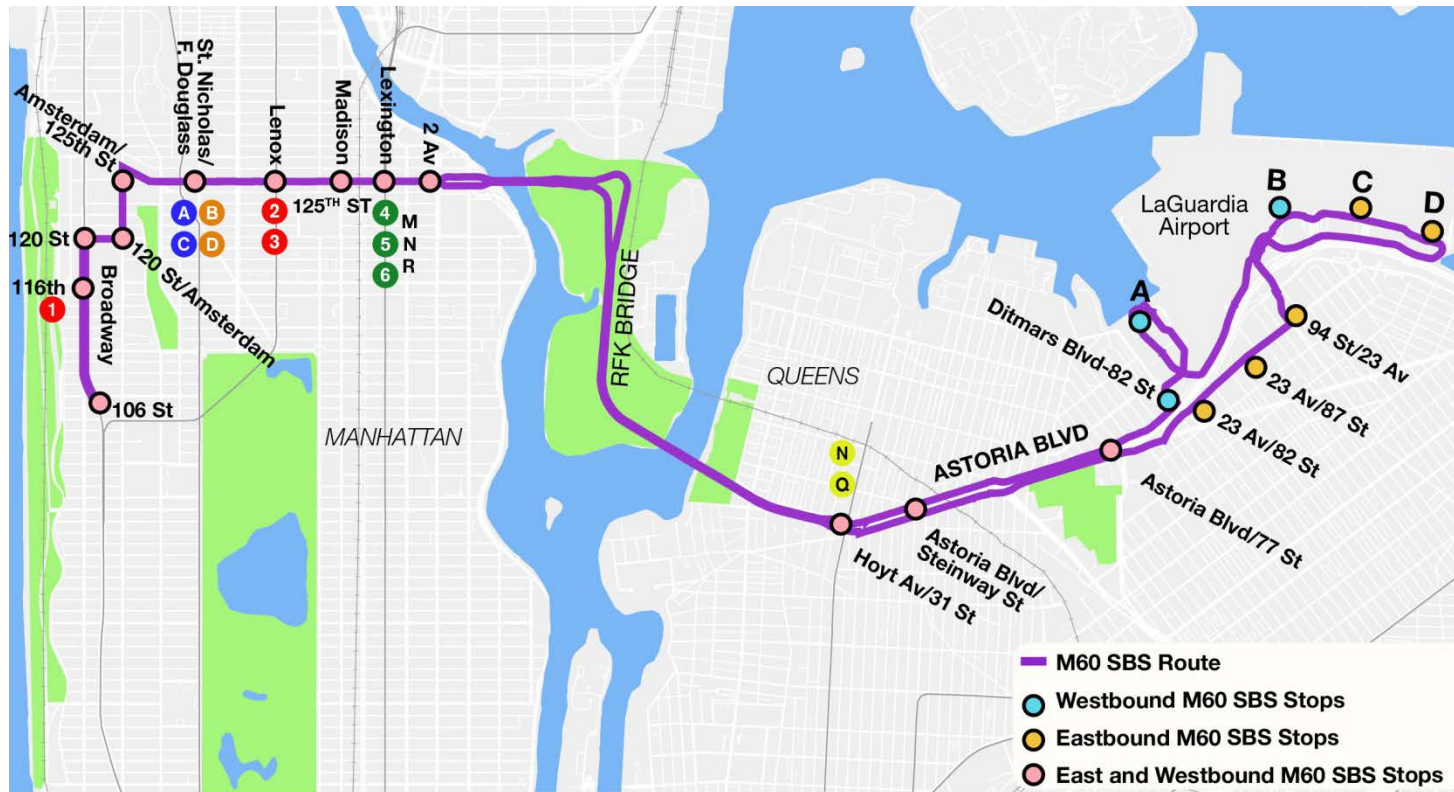 Amsterdam/
125th St
St. Nicholas/
F. Douglass
Lenox
Madison
Lexington
2 Av
A
B
C
D
2
3
125TH ST
4
5
6
M
N
R
120 St
120 St/Amsterdam
116th
1
Broadway
106 St
MANHATTAN
RFK BRIDGE
QUEENS
N
Q
Hoyt Av/31 St
Astoria Blvd/
Steinway St
ASTORIA BLVD
Astoria Blvd/77 St
23 Av/82 St
23 Av/87 St
94 St/23 Av
Ditmars Blvd-82 St
LaGuardia
Airport
A
B
C
D
M60 SBS Route
Westbound M60 SBS Stops
Eastbound M60 SBS Stops
East and Westbound M60 SBS Stops